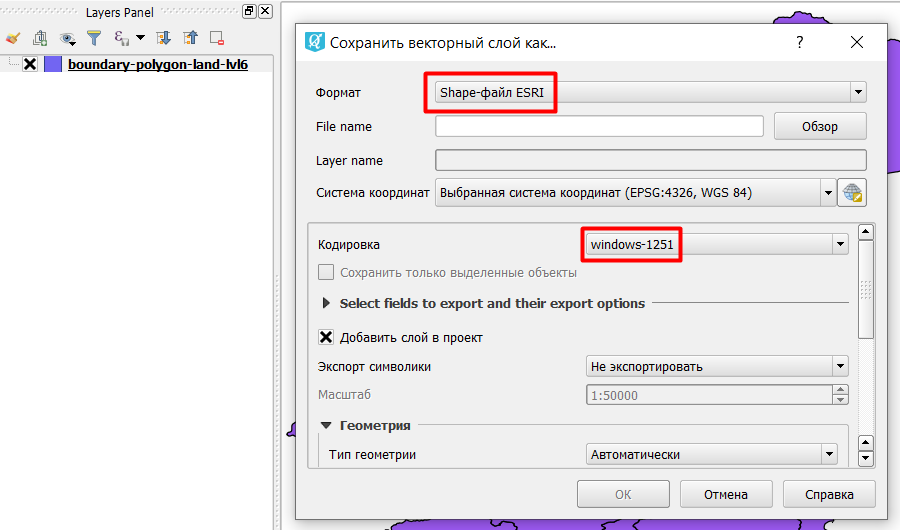 Layers Panel
boundary-polygon-land-lvl6
Сохранить векторный слой как...
?
Формат
Shape-файл ESRI
File name
Обзор
Layer name
Система координат
Выбранная система координат (EPSG:4326, WGS 84)
Кодировка
windows-1251
Сохранить только выделенные объекты
Select fields to export and their export options
Добавить слой в проект
Экспорт символики
Не экспортировать
Масштаб
1:50000
Геометрия
Тип геометрии
Автоматически
OK
Отмена
Справка